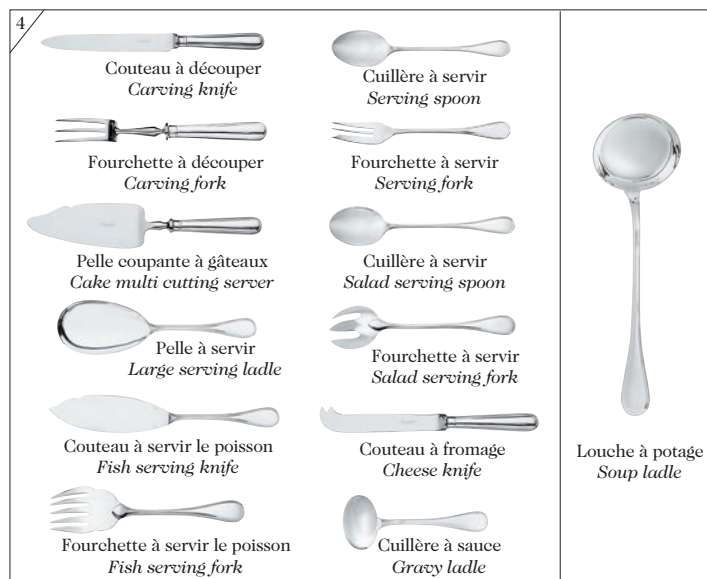 4
Couteau à découper
Carving knife
Fourchette à découper
Carving fork
Pelle coupante à gâteaux
Cake multi cutting server
Pelle à servir
Large serving ladle
Couteau à servir le poisson
Fish serving knife
Fourchette à servir le poisson
Fish serving fork
Cuillère à servir
Serving spoon
Fourchette à servir
Serving fork
Cuillère à servir
Salad serving spoon
Fourchette à servir
Salad serving fork
Couteau à fromage
Cheese knife
Cuillère à sauce
Gravy ladle
Louche à potage
Soup ladle